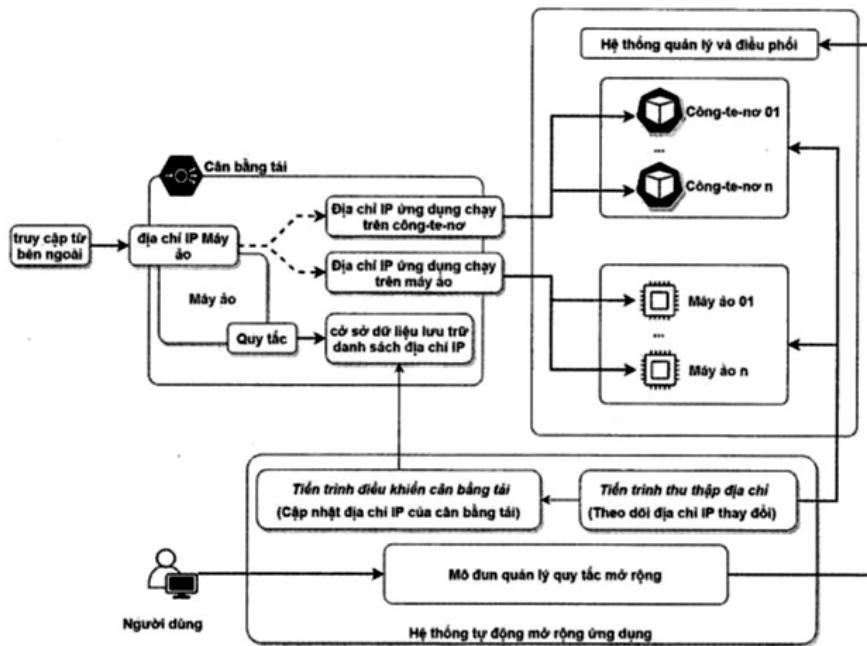 Hệ thống quản lý và điều phối
Công-te-nơ 01
...
Công-te-nơ n
Cân bằng tải
Địa chỉ IP ứng dụng chạy
trên công-te-nơ
truy cập từ
bên ngoài
địa chỉ IP Máy
ảo
Địa chỉ IP ứng dụng chạy
trên máy ảo
Máy ảo
Quy tắc
cở sở dữ liệu lưu trữ
danh sách địa chỉ IP
Máy ảo 01
...
Máy ảo n
Tiến trình điều khiển cân bằng tải
(Cập nhật địa chỉ IP của cân bằng tải)
Tiến trình thu thập địa chỉ
(Theo dõi địa chỉ IP thay đổi)
Mô đun quản lý quy tắc mở rộng
Người dùng
Hệ thống tự động mở rộng ứng dụng